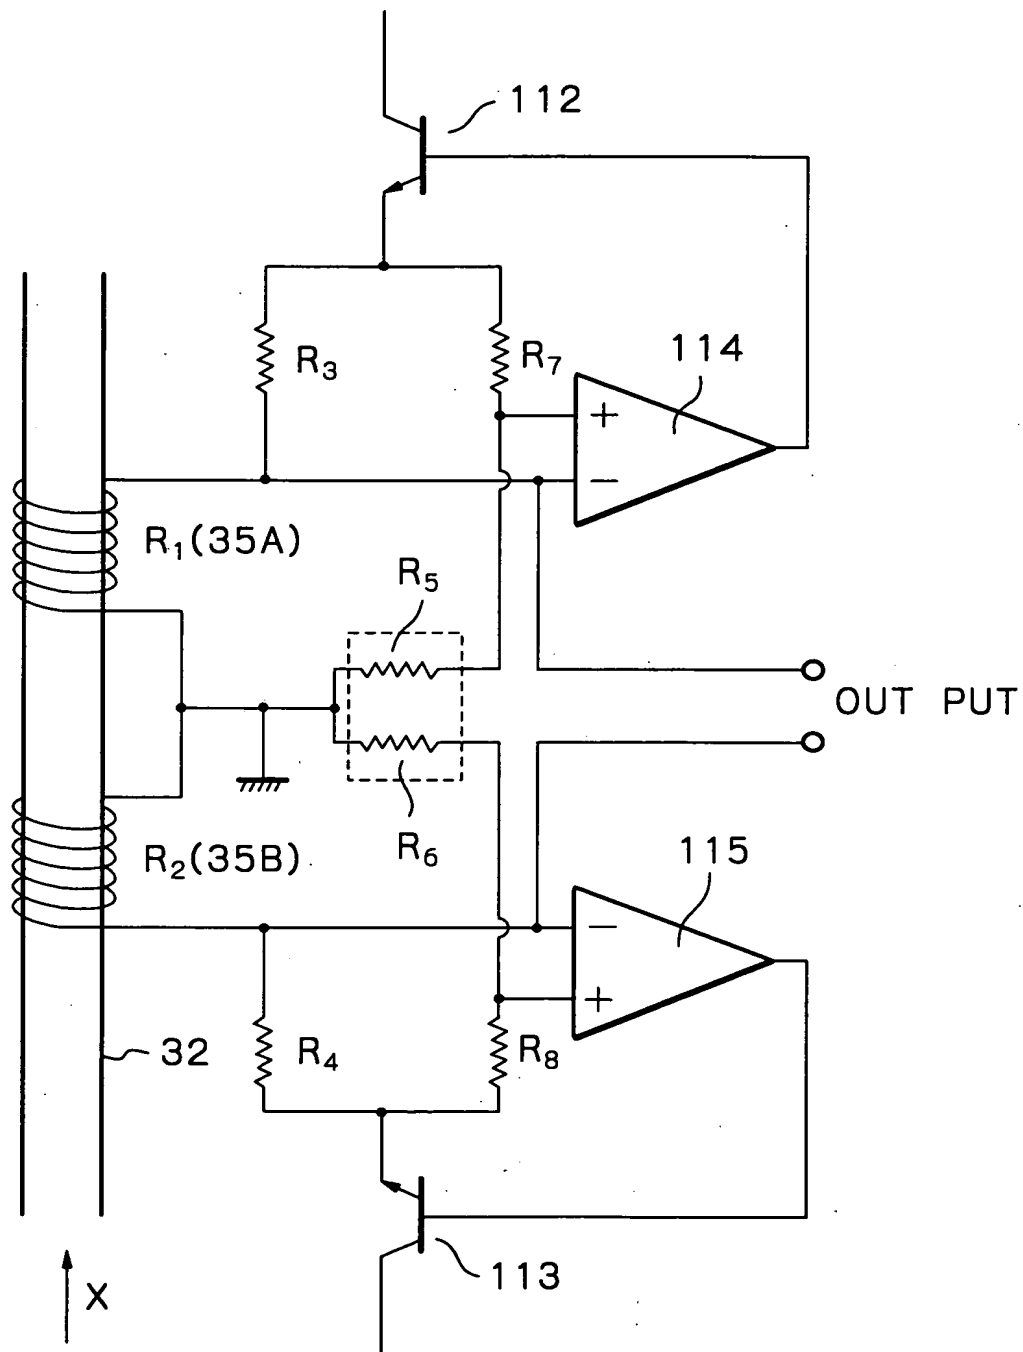 112
R3
R7
114
+
−
R1(35A)
R5
OUT PUT
R6
R2(35B)
115
−
+
32
R4
R8
113
X